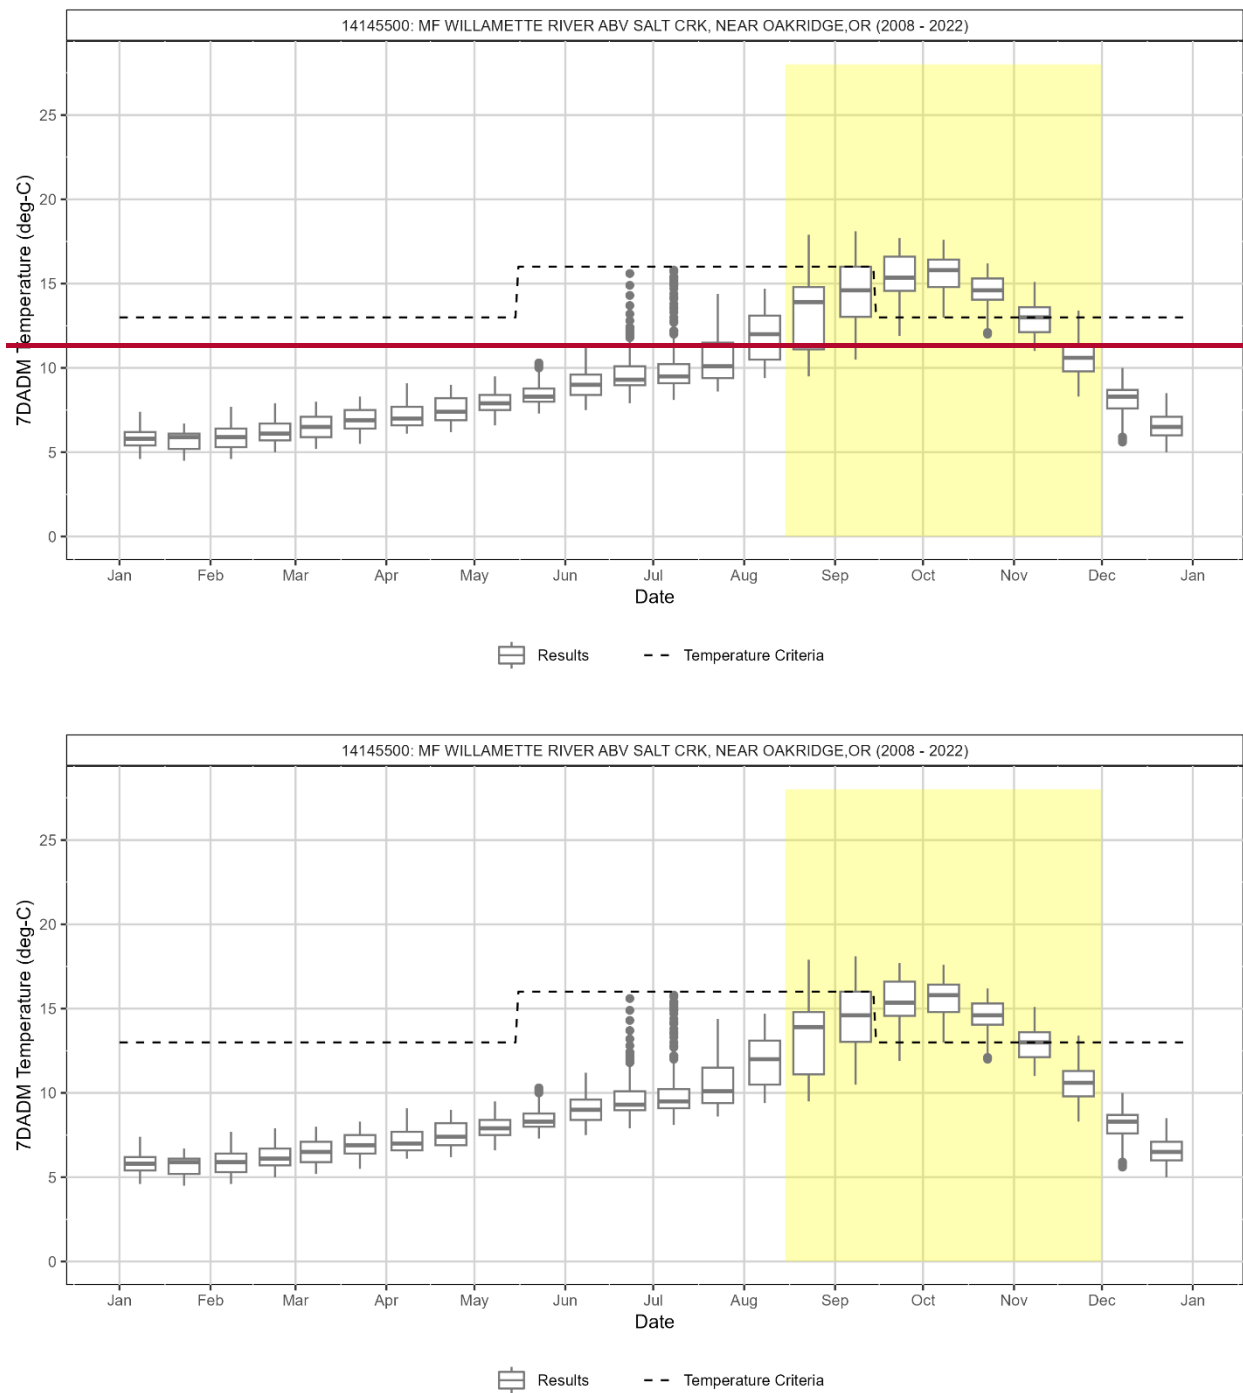 14145500: MF WILLAMETTE RIVER ABV SALT CRK, NEAR OAKRIDGE,OR (2008 - 2022)
25
20
15
10
5
0
7DADM Temperature (deg-C)
Jan Feb Mar Apr May Jun Jul Aug Sep Oct Nov Dec Jan
Date
Results Temperature Criteria
14145500: MF WILLAMETTE RIVER ABV SALT CRK, NEAR OAKRIDGE,OR (2008 - 2022)
25
20
15
10
5
0
7DADM Temperature (deg-C)
Jan Feb Mar Apr May Jun Jul Aug Sep Oct Nov Dec Jan
Date
Results Temperature Criteria